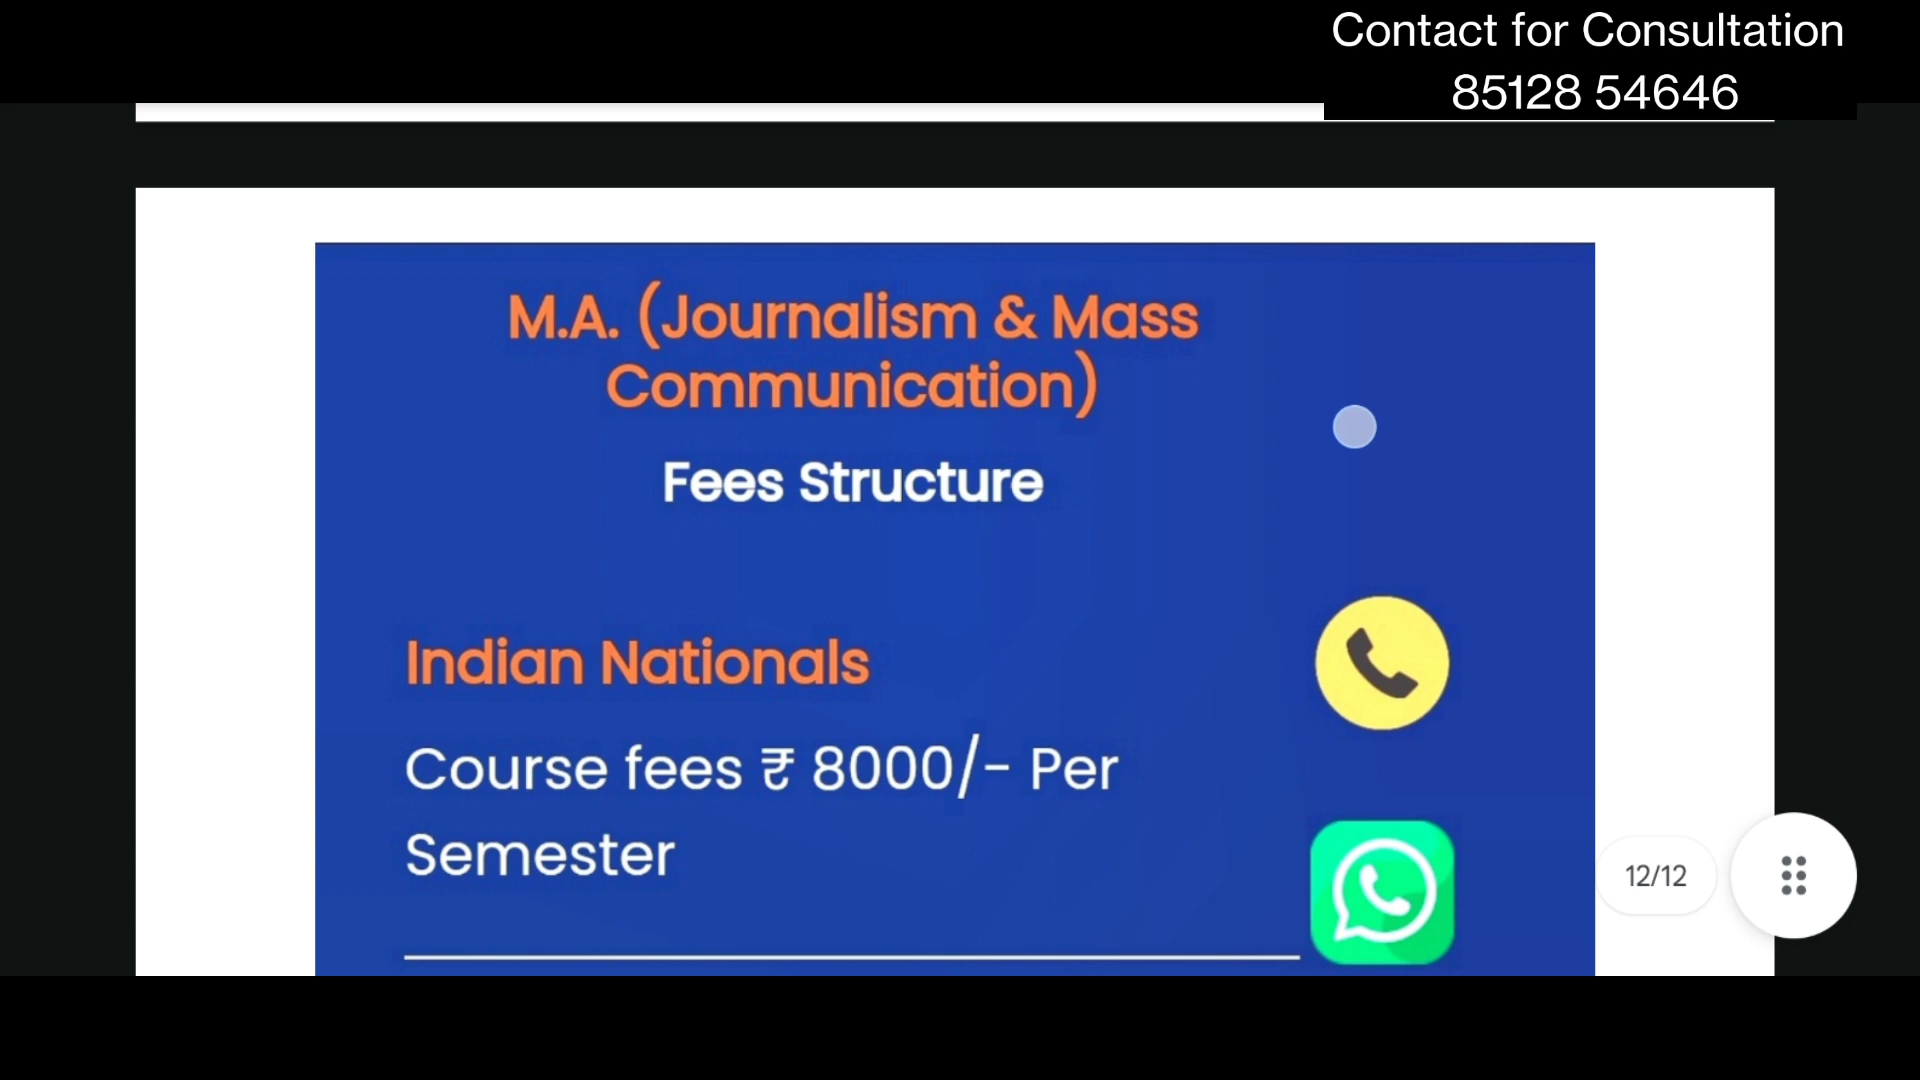 Contact for Consultation
85128 54646
M.A. (Journalism & Mass
Communication)
Fees Structure
Indian Nationals
Course fees ₹ 8000/- Per
Semester
12/12